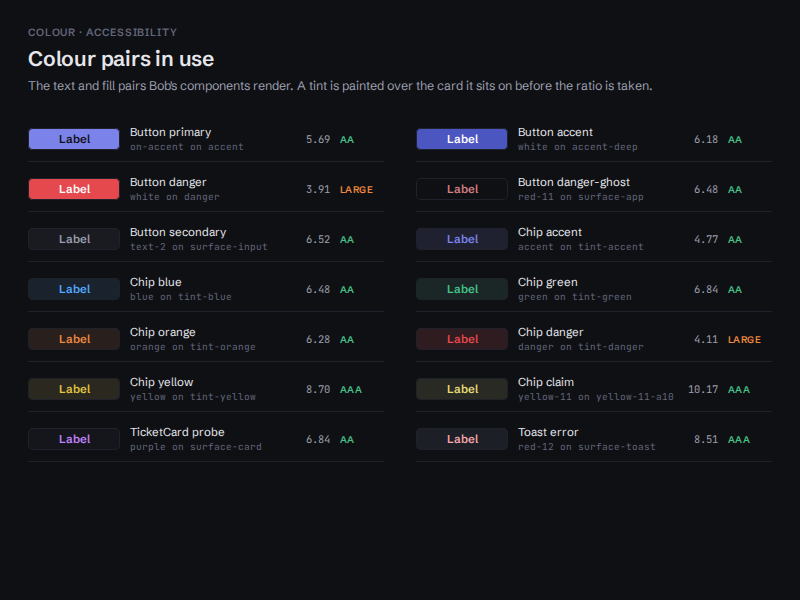 COLOUR · ACCESSIBILITY
Colour pairs in use
The text and fill pairs Bob's components render. A tint is painted over the card it sits on before the ratio is taken.
Label Button primary 5.69 AA
on-accent on accent
Label Button accent 6.18 AA
white on accent-deep
Label Button danger 3.91 LARGE
white on danger
Label Button danger-ghost 6.48 AA
red-11 on surface-app
Label Button secondary 6.52 AA
text-2 on surface-input
Label Chip accent 4.77 AA
accent on tint-accent
Label Chip blue 6.48 AA
blue on tint-blue
Label Chip green 6.84 AA
green on tint-green
Label Chip orange 6.28 AA
orange on tint-orange
Label Chip danger 4.11 LARGE
danger on tint-danger
Label Chip yellow 8.70 AAA
yellow on tint-yellow
Label Chip claim 10.17 AAA
yellow-11 on yellow-11-a10
Label TicketCard probe 6.84 AA
purple on surface-card
Label Toast error 8.51 AAA
red-12 on surface-toast